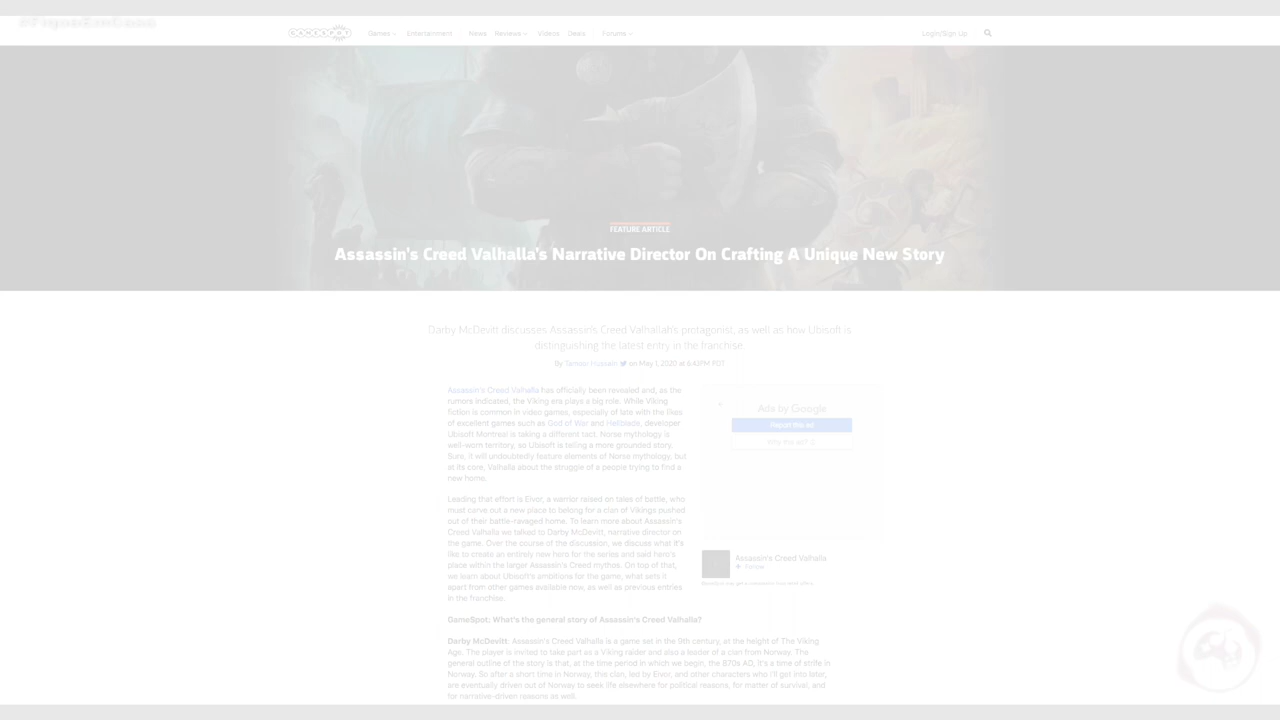 #FiqueEmCasa
GAMESPOT Games Entertainment News Reviews Videos Deals Forums Login/Sign Up
FEATURE ARTICLE
Assassin's Creed Valhalla's Narrative Director On Crafting A Unique New Story
Darby McDevitt discusses Assassin's Creed Valhallah's protagonist, as well as how Ubisoft is
distinguishing the latest entry in the franchise
By Tamoor Hussain on May 1, 2020 at 6:43PM PDT
Assassin's Creed Valhalla has officially been revealed and, as the
rumors indicated, the Viking era plays a big role. While Viking
fiction is common in video games, especially of late with the likes
of excellent games such as God of War and Hellblade, developer
Ubisoft Montreal is taking a different tact. Norse mythology is
well-worn territory, so Ubisoft is telling a more grounded story.
Sure, it will undoubtedly feature elements of Norse mythology, but
at its core, Valhalla about the struggle of a people trying to find a
new home.
Ads by Google
Report this ad
Why this ad?
Leading that effort is Eivor, a warrior raised on tales of battle, who
must carve out a new place to belong for a clan of Vikings pushed
out of their battle-ravaged home. To learn more about Assassin's
Creed Valhalla we talked to Darby McDevitt, narrative director on
the game. Over the course of the discussion, we discuss what it's
like to create an entirely new hero for the series and said hero's
place within the larger Assassin's Creed mythos. On top of that,
we learn about Ubisoft's ambitions for the game, what sets it
apart from other games available now, as well as previous entries
in the franchise.
Assassin's Creed Valhalla
Follow
GameSpot: What's the general story of Assassin's Creed Valhalla?
Darby McDevitt: Assassin's Creed Valhalla is a game set in the 9th century, at the height of The Viking
Age. The player is invited to take part as a Viking raider and also a leader of a clan from Norway. The
general outline of the story is that, at the time period in which we begin, the 870s AD, it's a time of strife in
Norway. So after a short time in Norway, this clan, led by Eivor, and other characters who I'll get into later,
are eventually driven out of Norway to seek life elsewhere for political reasons, for matter of survival, and
for narrative-driven reasons as well.